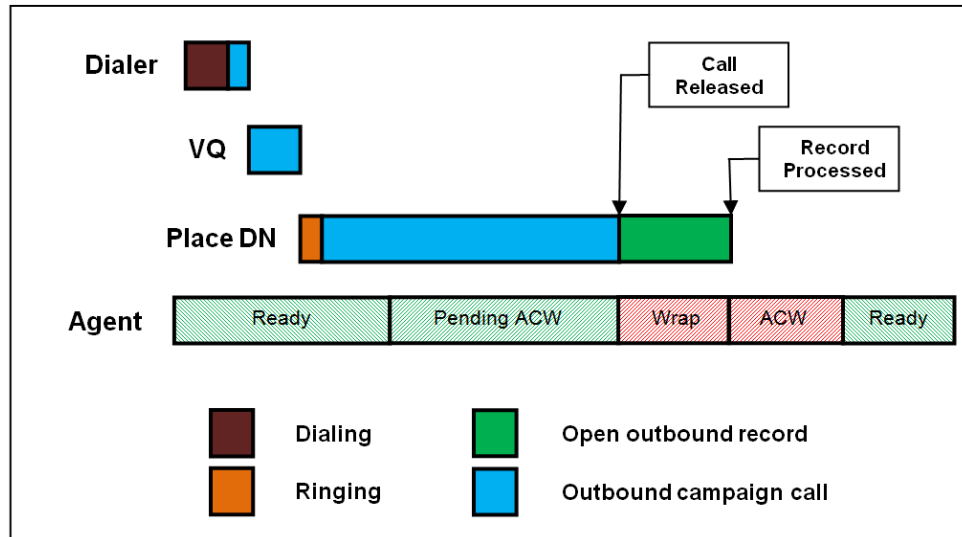 Dialer
Call
Released
VQ
Record
Processed
Place DN
Agent
Ready
Pending ACW
Wrap
ACW
Ready
Dialing
Open outbound record
Ringing
Outbound campaign call